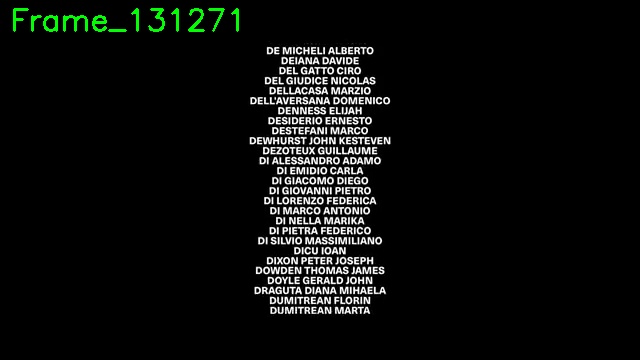 Frame_131271
DE MICHELI ALBERTO
DEIANA DAVIDE
DEL GATTO CIRO
DEL GIUDICE NICOLAS
DELLACASA MARZIO
DELL'AVERSANA DOMENICO
DENNESS ELIJAH
DESIDERIO ERNESTO
DESTEFANI MARCO
DEWHURST JOHN KESTEVEN
DEZOTEUX GUILLAUME
DI ALESSANDRO ADAMO
DI EMIDIO CARLA
DI GIACOMO DIEGO
DI GIOVANNI PIETRO
DI LORENZO FEDERICA
DI MARCO ANTONIO
DI NELLA MARIKA
DI PIETRA FEDERICO
DI SILVIO MASSIMILIANO
DICU IOAN
DIXON PETER JOSEPH
DOWDEN THOMAS JAMES
DOYLE GERALD JOHN
DRAGUTA DIANA MIHAELA
DUMITREAN FLORIN
DUMITREAN MARTA